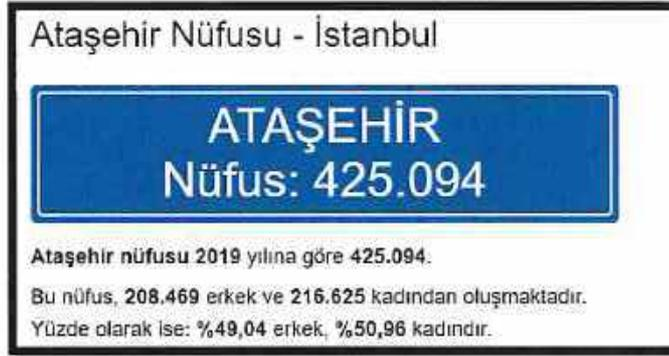 Ataşehir Nüfusu - İstanbul
ATAŞEHİR
Nüfus: 425.094
Ataşehir nüfusu 2019 yılına göre 425.094.
Bu nüfus, 208.469 erkek ve 216.625 kadından oluşmaktadır.
Yüzde olarak ise: %49,04 erkek, %50,96 kadındır.